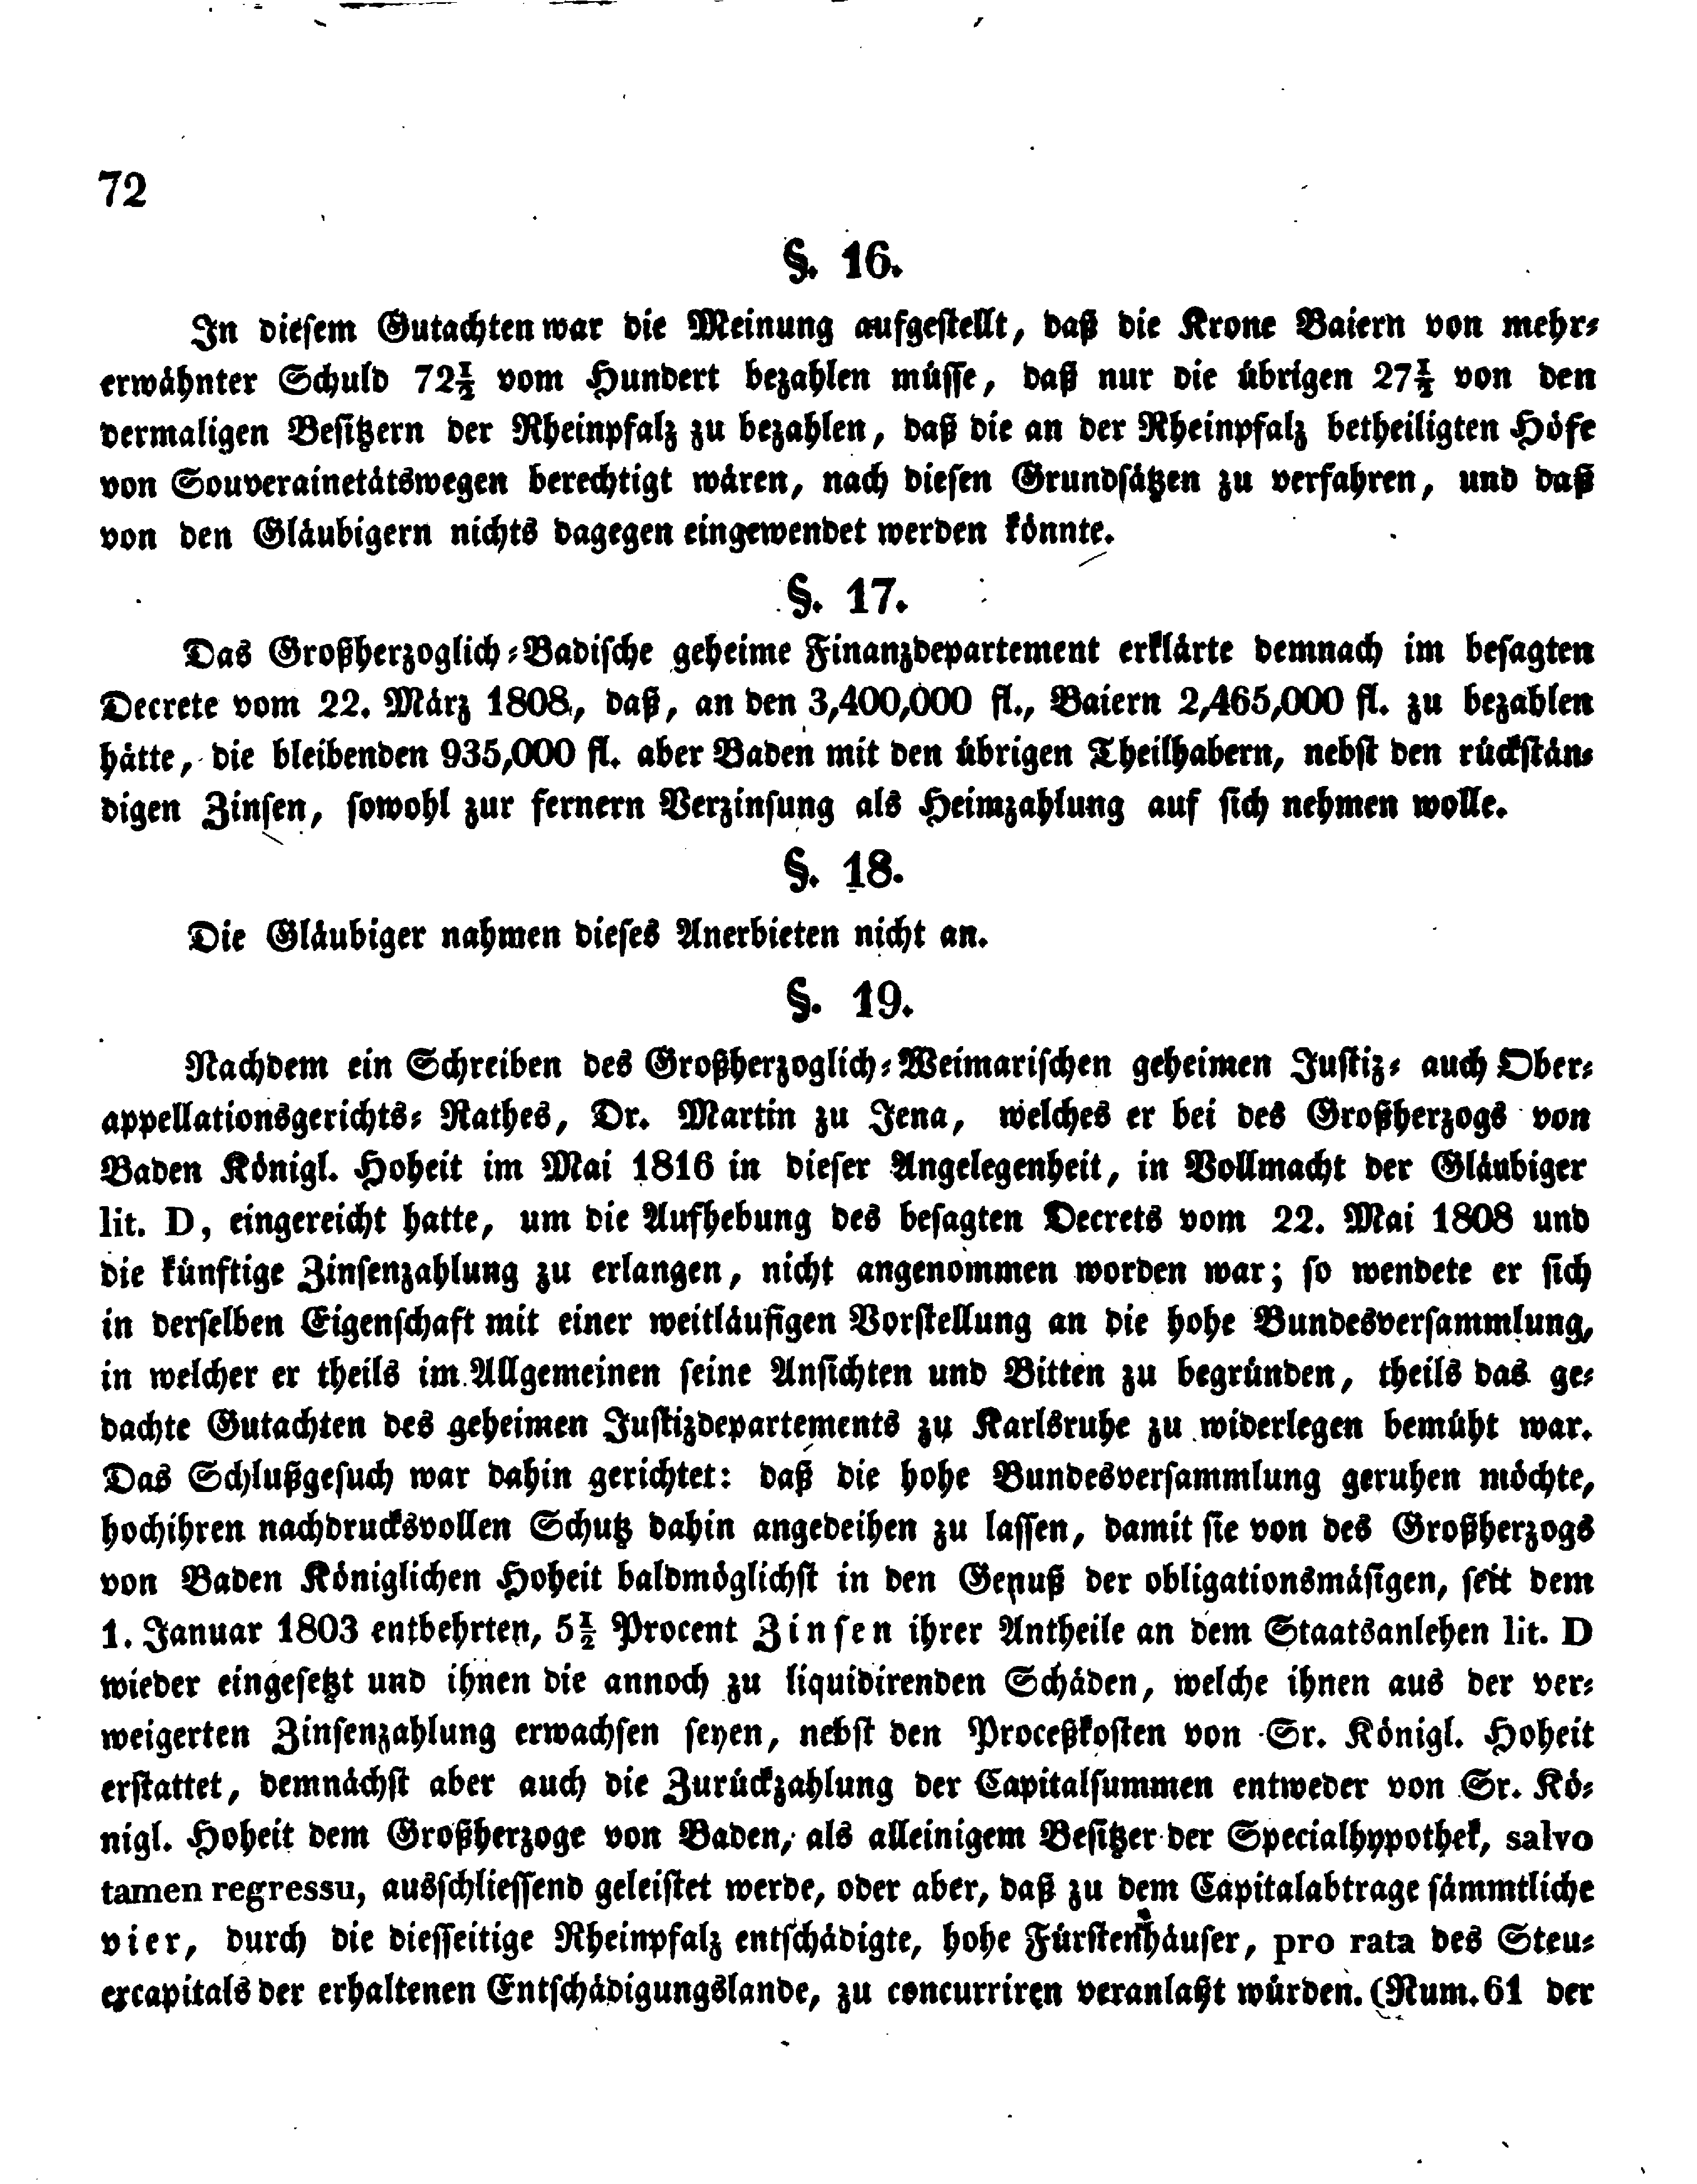 72
§. 16.
In diesem Gutachten war die Meinung aufgestellt, daß die Krone Baiern von mehr-
erwähnter Schuld 72½ vom Hundert bezahlen müsse, daß nur die übrigen 27½ von den
dermaligen Besitzern der Rheinpfalz zu bezahlen, daß die an der Rheinpfalz betheiligten Höfe
von Souverainetätswegen berechtigt wären, nach diesen Grundsätzen zu verfahren, und daß
von den Gläubigern nichts dagegen eingewendet werden könnte.
§. 17.
Das Großherzoglich-Badische geheime Finanzdepartement erklärte demnach im besagten
Decrete vom 22. März 1808, daß, an den 3,400,000 fl., Baiern 2,465,000 fl. zu bezahlen
hätte, die bleibenden 935,000 fl. aber Baden mit den übrigen Theilhabern, nebst den rückstän-
digen Zinsen, sowohl zur fernern Verzinsung als Heimzahlung auf sich nehmen wolle.
§. 18.
Die Gläubiger nahmen dieses Anerbieten nicht an.
§. 19.
Nachdem ein Schreiben des Großherzoglich-Weimarischen geheimen Justiz- auch Ober-
appellationsgerichts- Rathes, Dr. Martin zu Jena, welches er bei des Großherzogs von
Baden Königl. Hoheit im Mai 1816 in dieser Angelegenheit, in Vollmacht der Gläubiger
lit. D, eingereicht hatte, um die Aufhebung des besagten Decrets vom 22. Mai 1808 und
die künftige Zinsenzahlung zu erlangen, nicht angenommen worden war; so wendete er sich
in derselben Eigenschaft mit einer weitläufigen Vorstellung an die hohe Bundesversammlung,
in welcher er theils im Allgemeinen seine Ansichten und Bitten zu begründen, theils das ge-
dachte Gutachten des geheimen Justizdepartements zu Karlsruhe zu widerlegen bemüht war.
Das Schlußgesuch war dahin gerichtet: daß die hohe Bundesversammlung geruhen möchte,
hochihren nachdrucksvollen Schutz dahin angedeihen zu lassen, damit sie von des Großherzogs
von Baden Königlichen Hoheit baldmöglichst in den Genuß der obligationsmäsigen, seit dem
1. Januar 1803 entbehrten, 5½ Procent Zinsen ihrer Antheile an dem Staatsanlehen lit. D
wieder eingesetzt und ihnen die annoch zu liquidirenden Schäden, welche ihnen aus der ver-
weigerten Zinsenzahlung erwachsen seyen, nebst den Proceßkosten von Sr. Königl. Hoheit
erstattet, demnächst aber auch die Zurückzahlung der Capitalsummen entweder von Sr. Kö-
nigl. Hoheit dem Großherzoge von Baden, als alleinigem Besitzer der Specialhypothek, salvo
tamen regressu, ausschliessend geleistet werde, oder aber, daß zu dem Capitalabtrage sämmtliche
vier, durch die diesseitige Rheinpfalz entschädigte, hohe Fürstenhäuser, pro rata des Steu-
ercapitals der erhaltenen Entschädigungslande, zu concurriren veranlaßt würden. (Num. 61 der